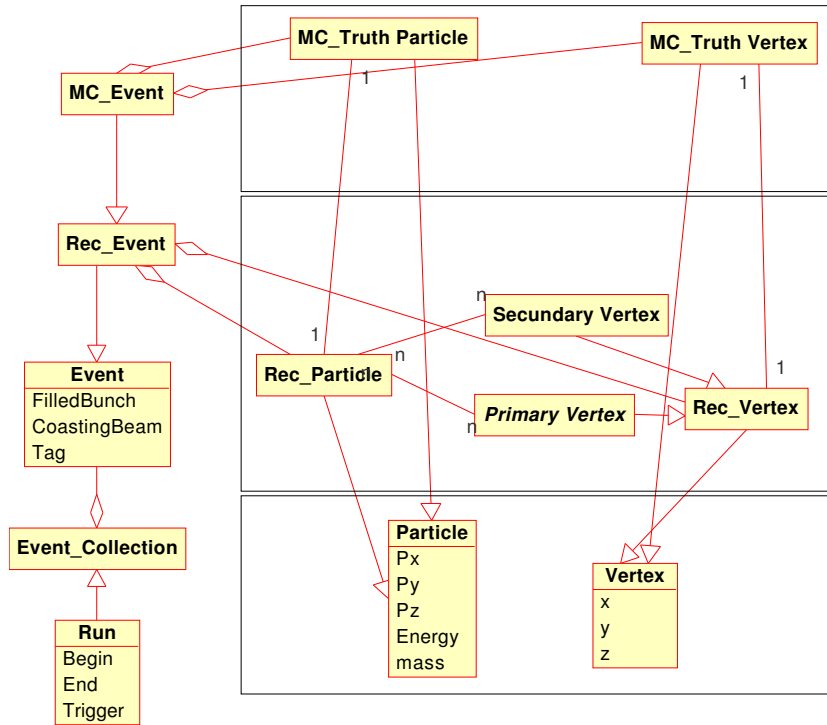 MC_Truth Particle
MC_Truth Vertex
MC_Event
1
1
Rec_Event
n
Secundary Vertex
1
n
1
1
Event
FilledBunch
CoastingBeam
Tag
Rec_Particle
Primary Vertex
n
Rec_Vertex
Event_Collection
Particle
Px
Py
Pz
Energy
mass
Vertex
x
y
z
Run
Begin
End
Trigger